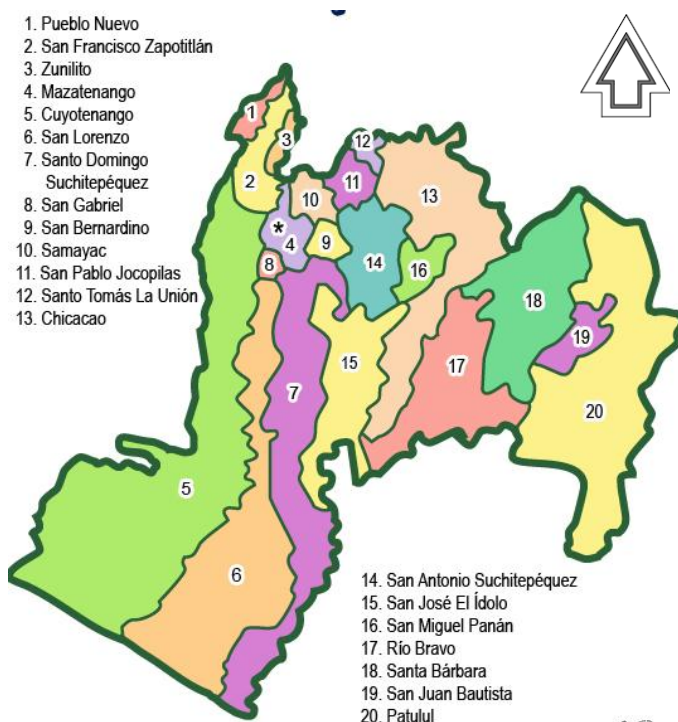 1. Pueblo Nuevo
2. San Francisco Zapotitlán
3. Zunilito
4. Mazatenango
5. Cuyotenango
6. San Lorenzo
7. Santo Domingo
Suchitepéquez
8. San Gabriel
9. San Bernardino
10. Samayac
11. San Pablo Jocopilas
12. Santo Tomás La Unión
13. Chicacao
1
3
2
12
11
10
13
*
4
9
8
14
16
18
19
15
17
7
20
5
6
14. San Antonio Suchitepéquez
15. San José El Ídolo
16. San Miguel Panán
17. Río Bravo
18. Santa Bárbara
19. San Juan Bautista
20. Patulul